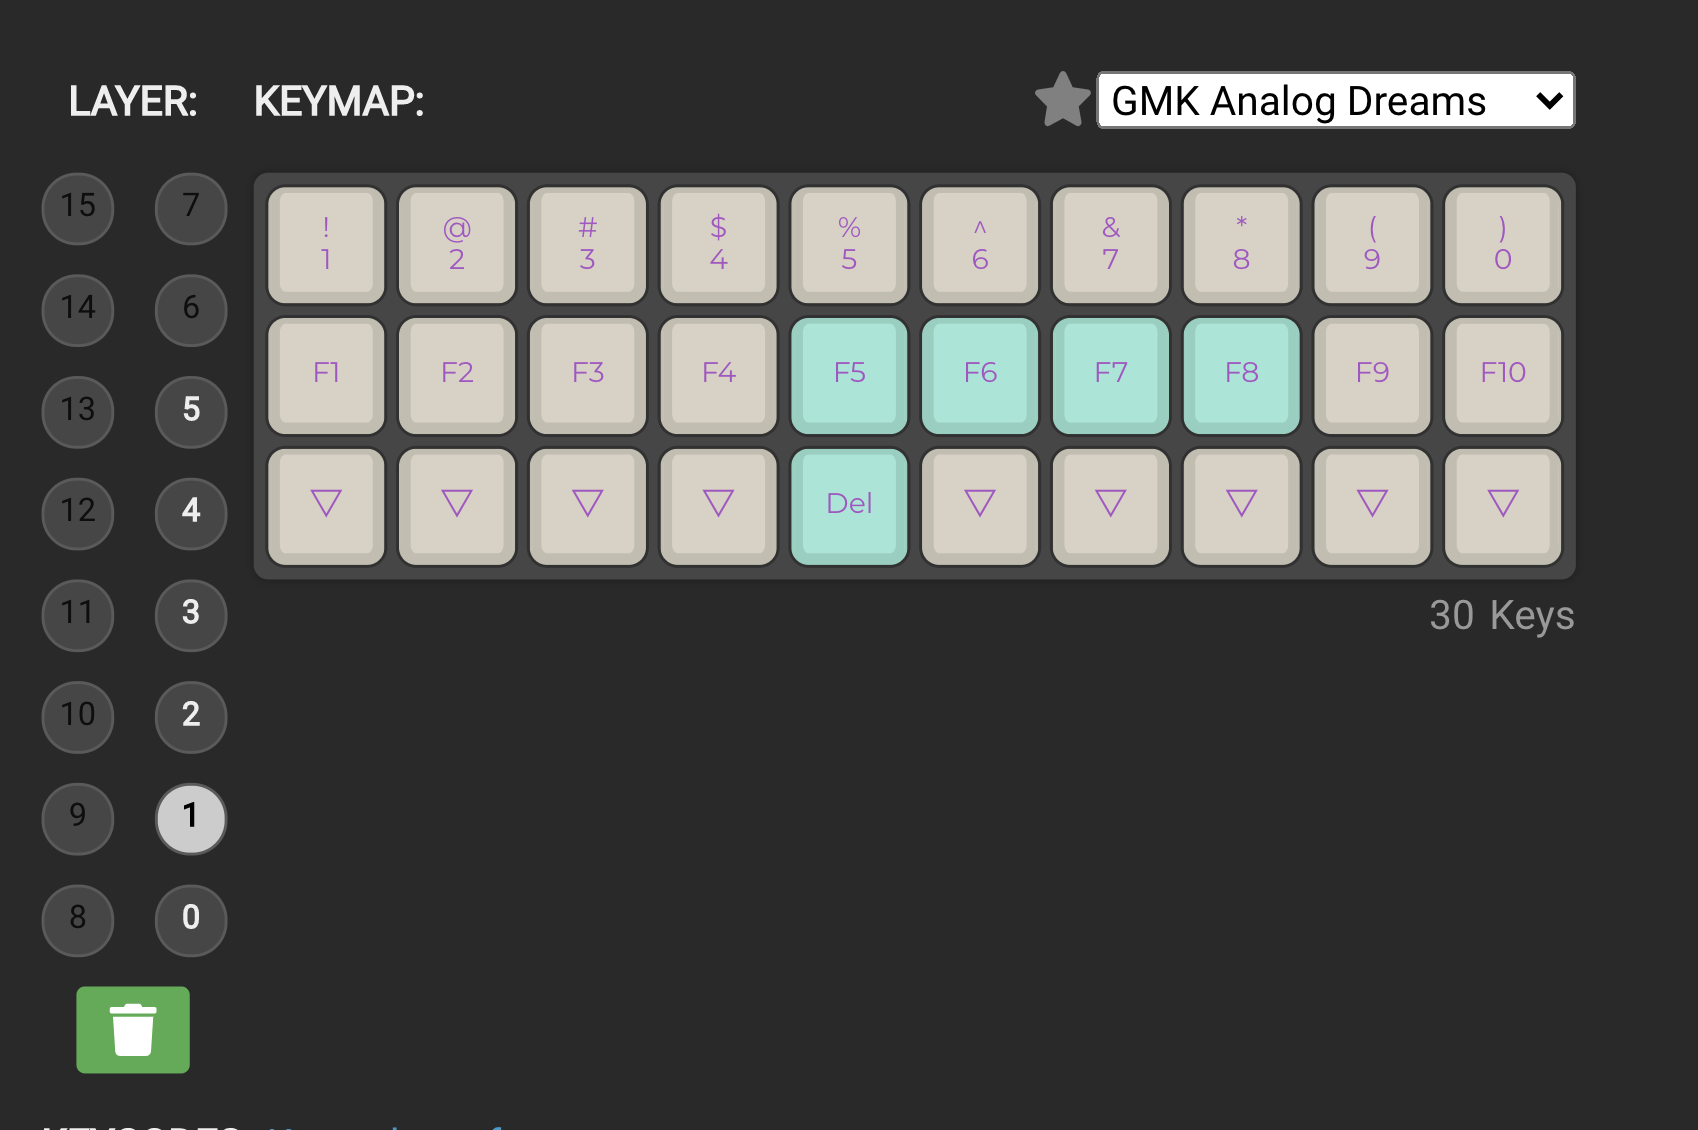 LAYER: KEYMAP: GMK Analog Dreams
15 7
14 6
13 5
12 4
11 3
10 2
9 1
8 0
! @ # $ % ^ & * ( )
1 2 3 4 5 6 7 8 9 0
F1 F2 F3 F4 F5 F6 F7 F8 F9 F10
▽ ▽ ▽ ▽ Del ▽ ▽ ▽ ▽ ▽
30 Keys